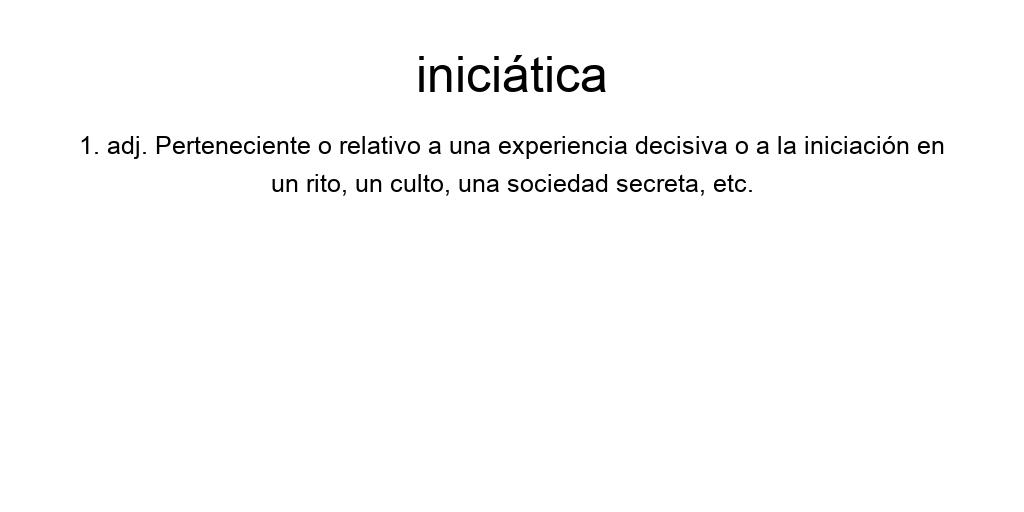 iniciática
1. adj. Perteneciente o relativo a una experiencia decisiva o a la iniciación en
un rito, un culto, una sociedad secreta, etc.